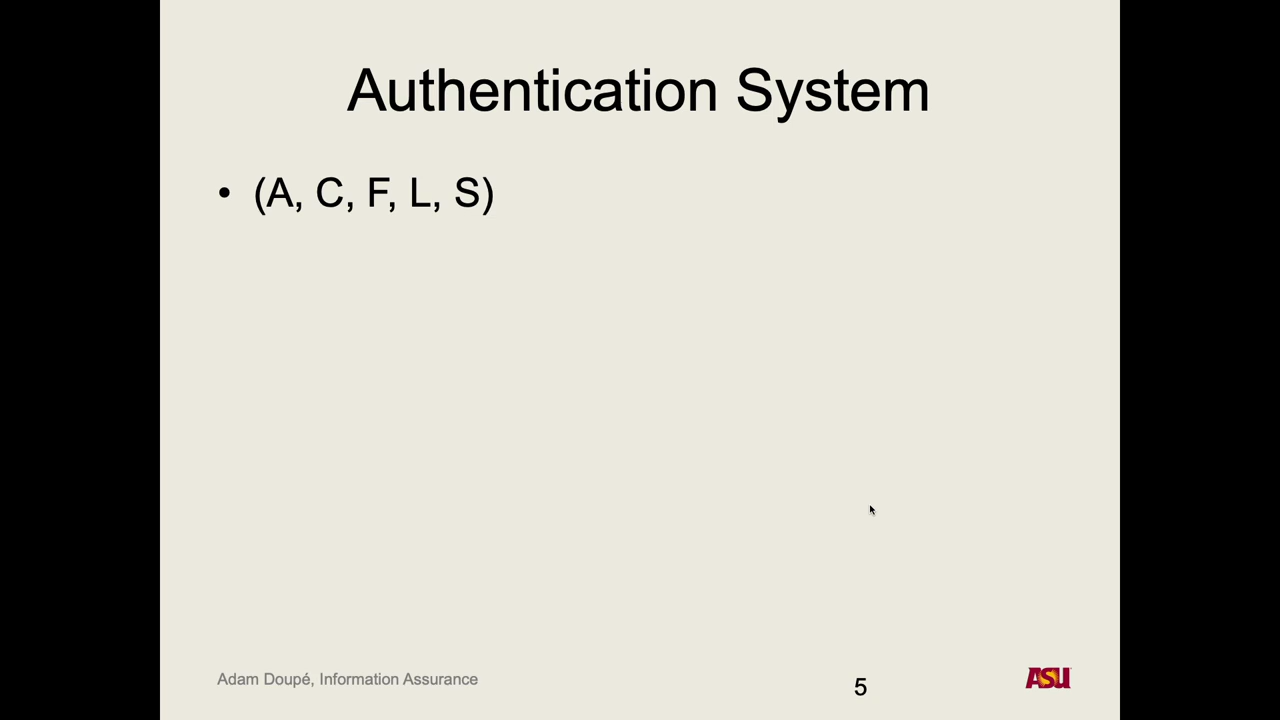 Authentication System
• (A, C, F, L, S)
Adam Doupé, Information Assurance
5
ASU